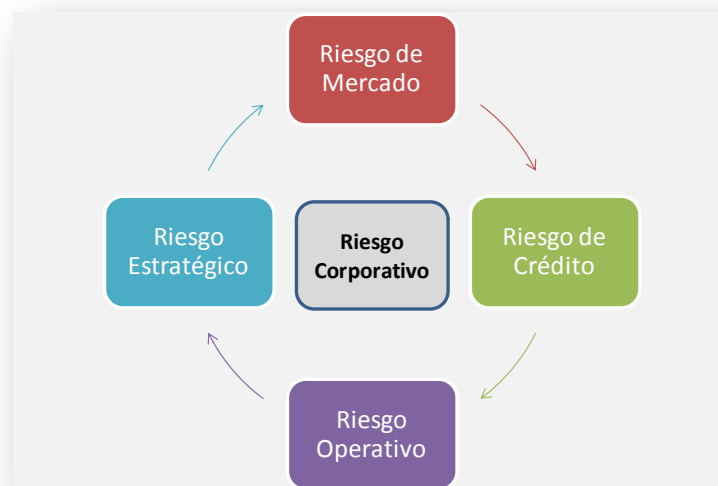 Riesgo de
Mercado
Riesgo
Estratégico
Riesgo
Corporativo
Riesgo de
Crédito
Riesgo
Operativo